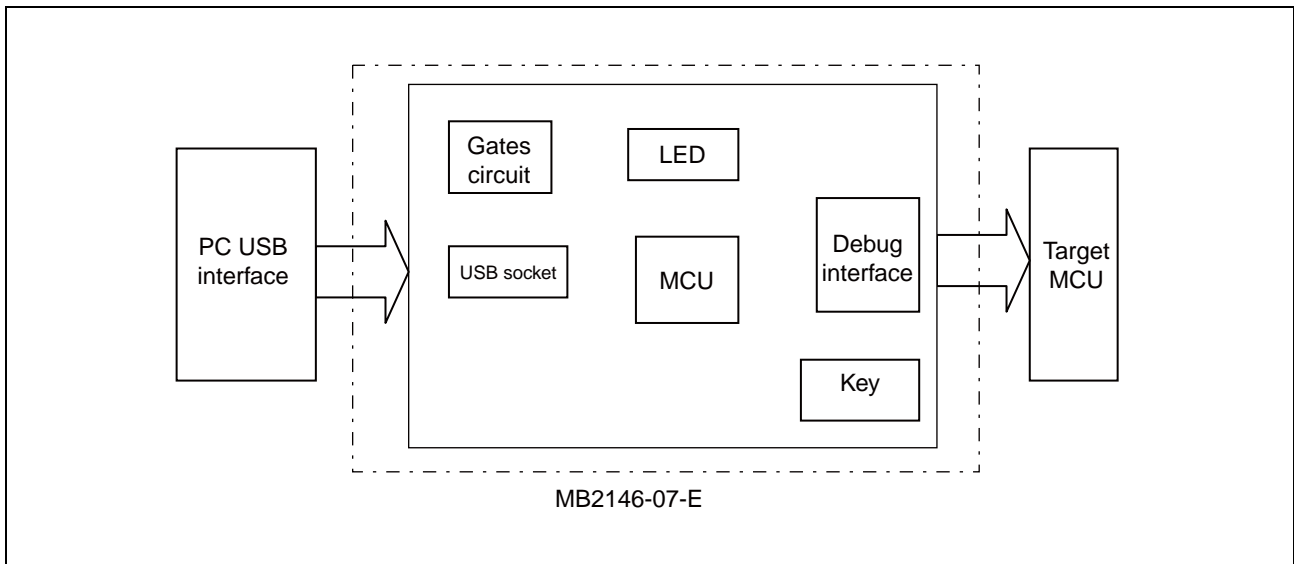 PC USB
interface
Gates
circuit
LED
USB socket
MCU
Debug
interface
Key
Target
MCU
MB2146-07-E